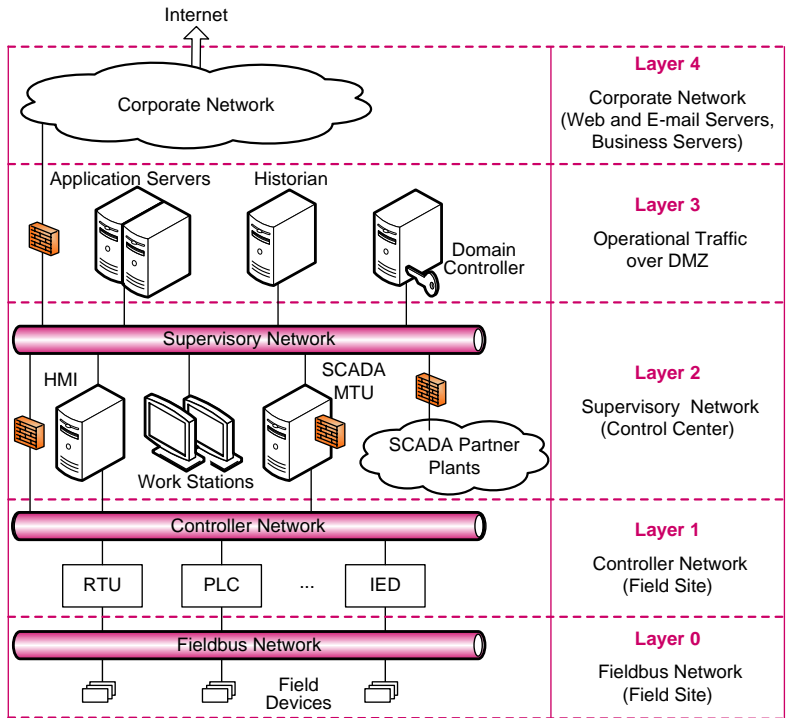 Internet
Corporate Network
Layer 4
Corporate Network
(Web and E-mail Servers,
Business Servers)
Application Servers
Historian
Domain
Controller
Layer 3
Operational Traffic
over DMZ
Supervisory Network
HMI
Work Stations
SCADA
MTU
SCADA Partner
Plants
Layer 2
Supervisory Network
(Control Center)
Controller Network
RTU
PLC
...
IED
Layer 1
Controller Network
(Field Site)
Fieldbus Network
Field
Devices
Layer 0
Fieldbus Network
(Field Site)